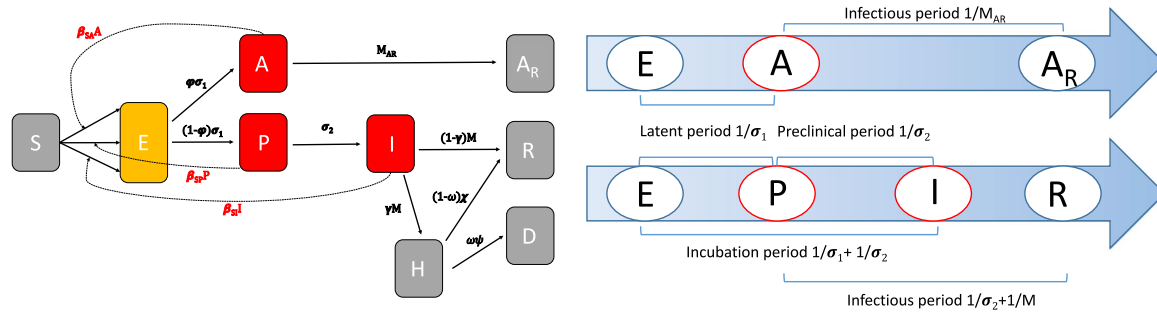 β_SA A
S
E
φσ₁
A
M_AR
A_R
(1-φ)σ₁
P
σ₂
I
(1-γ)M
R
β_SP P
β_SI I
γM
(1-ω)χ
H
ωψ
D
Infectious period 1/M_AR
E
A
A_R
Latent period 1/σ₁
Preclinical period 1/σ₂
E
P
I
R
Incubation period 1/σ₁+ 1/σ₂
Infectious period 1/σ₂+1/M